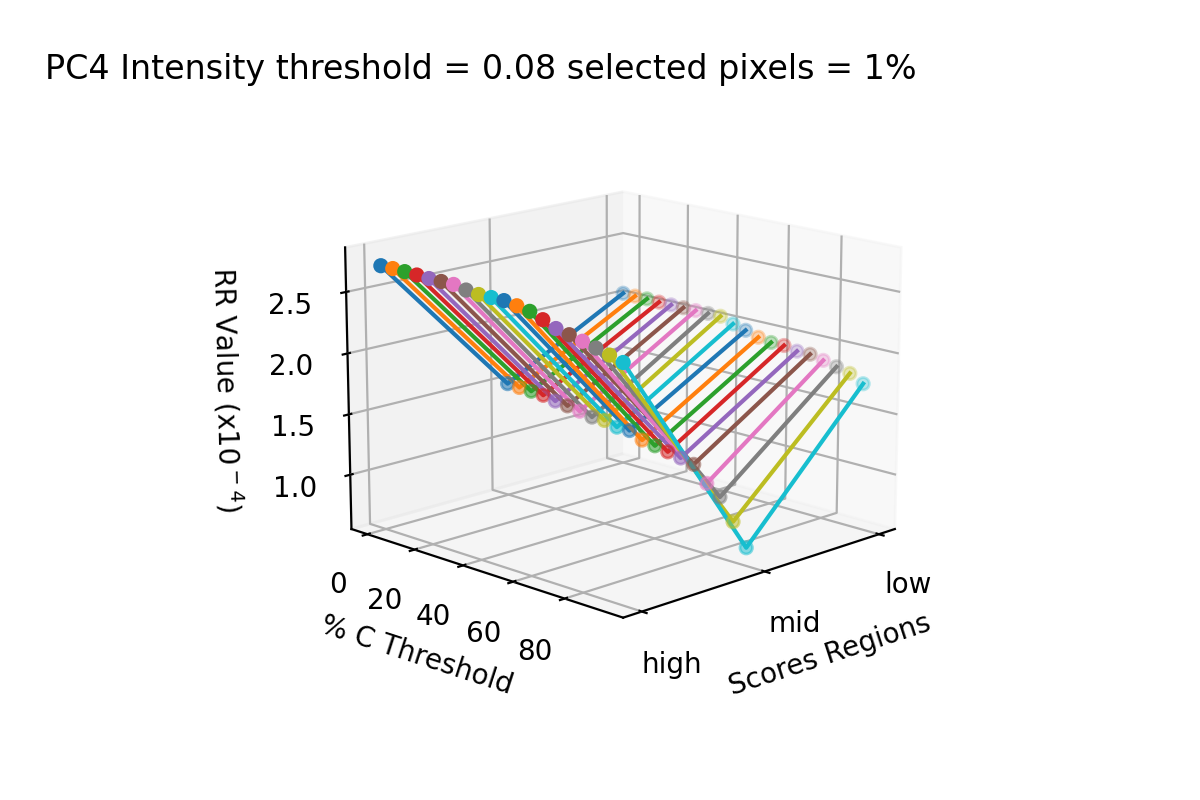 PC4 Intensity threshold = 0.08 selected pixels = 1%
RR Value (x10⁻⁴)
2.5
2.0
1.5
1.0
0
20
40
60
80
% C Threshold
high
mid
low
Scores Regions